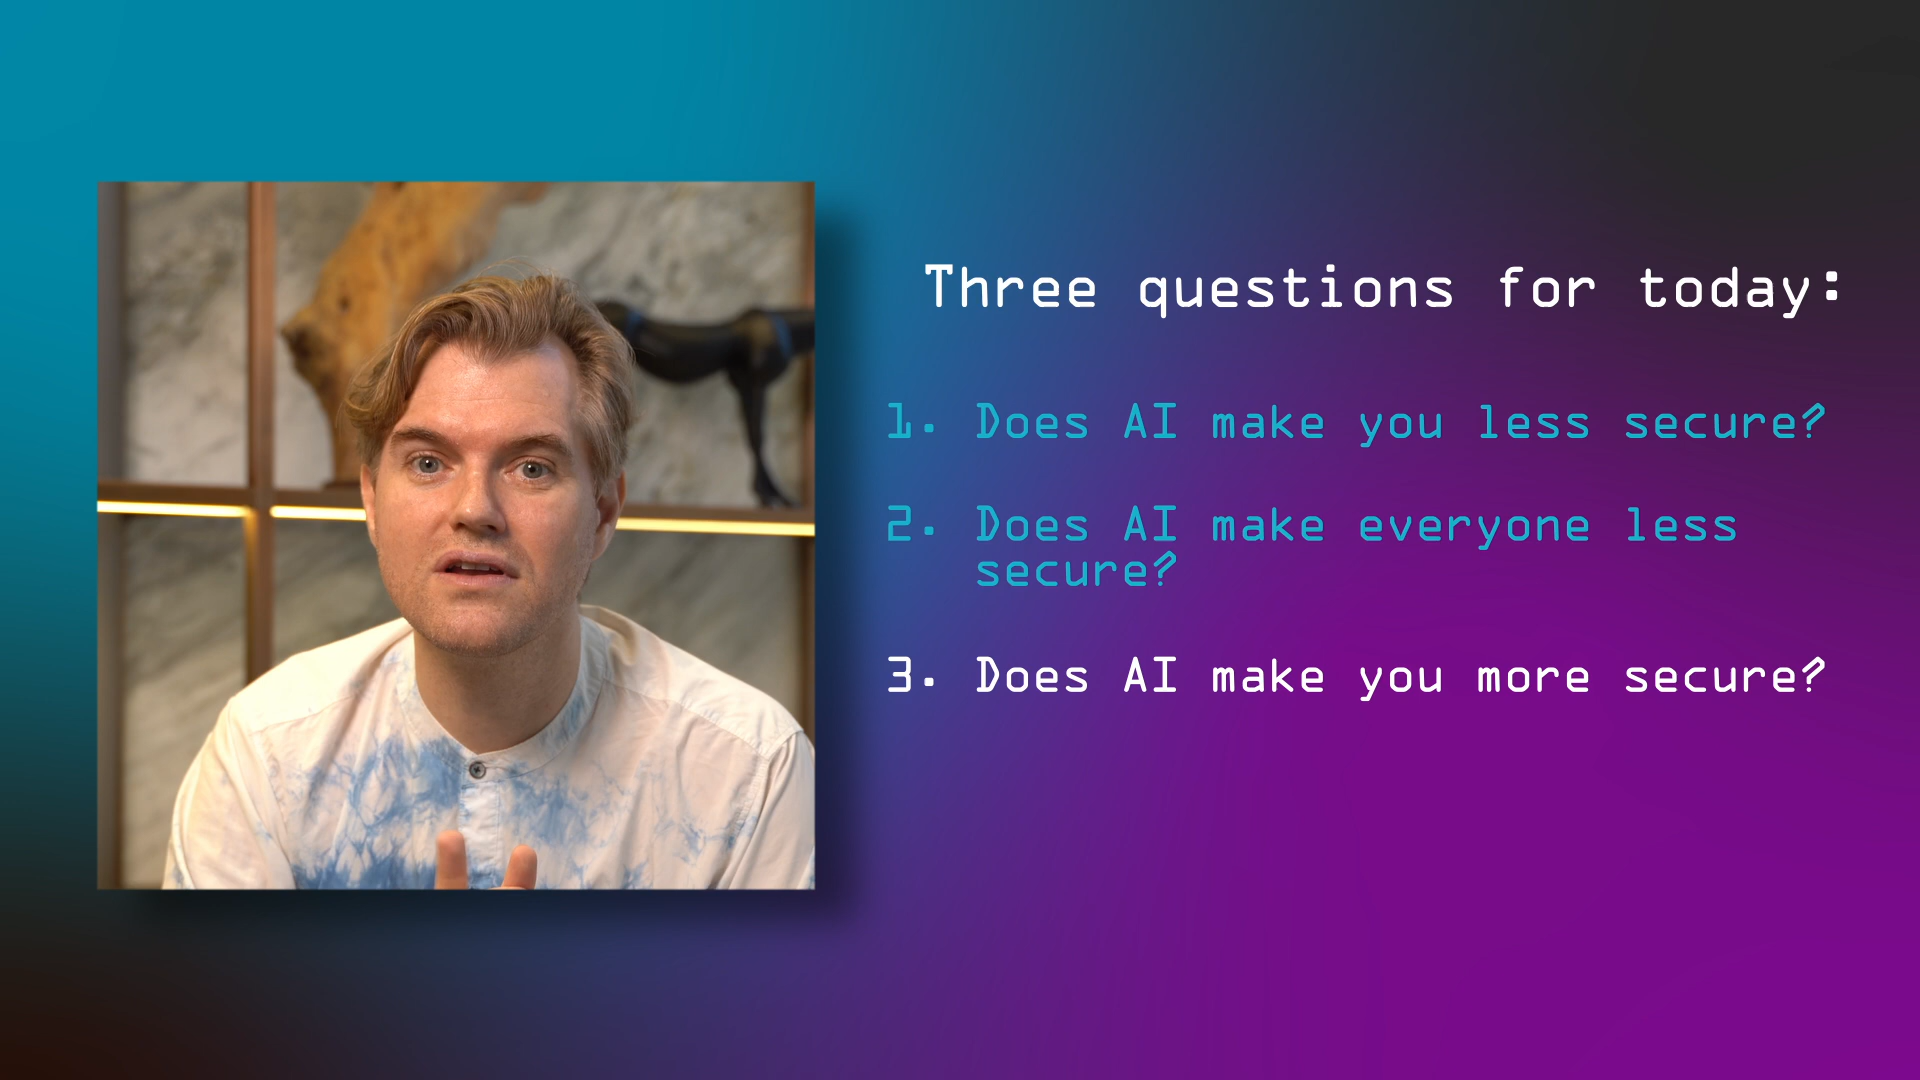 Three questions for today:
1. Does AI make you less secure?
2. Does AI make everyone less
secure?
3. Does AI make you more secure?